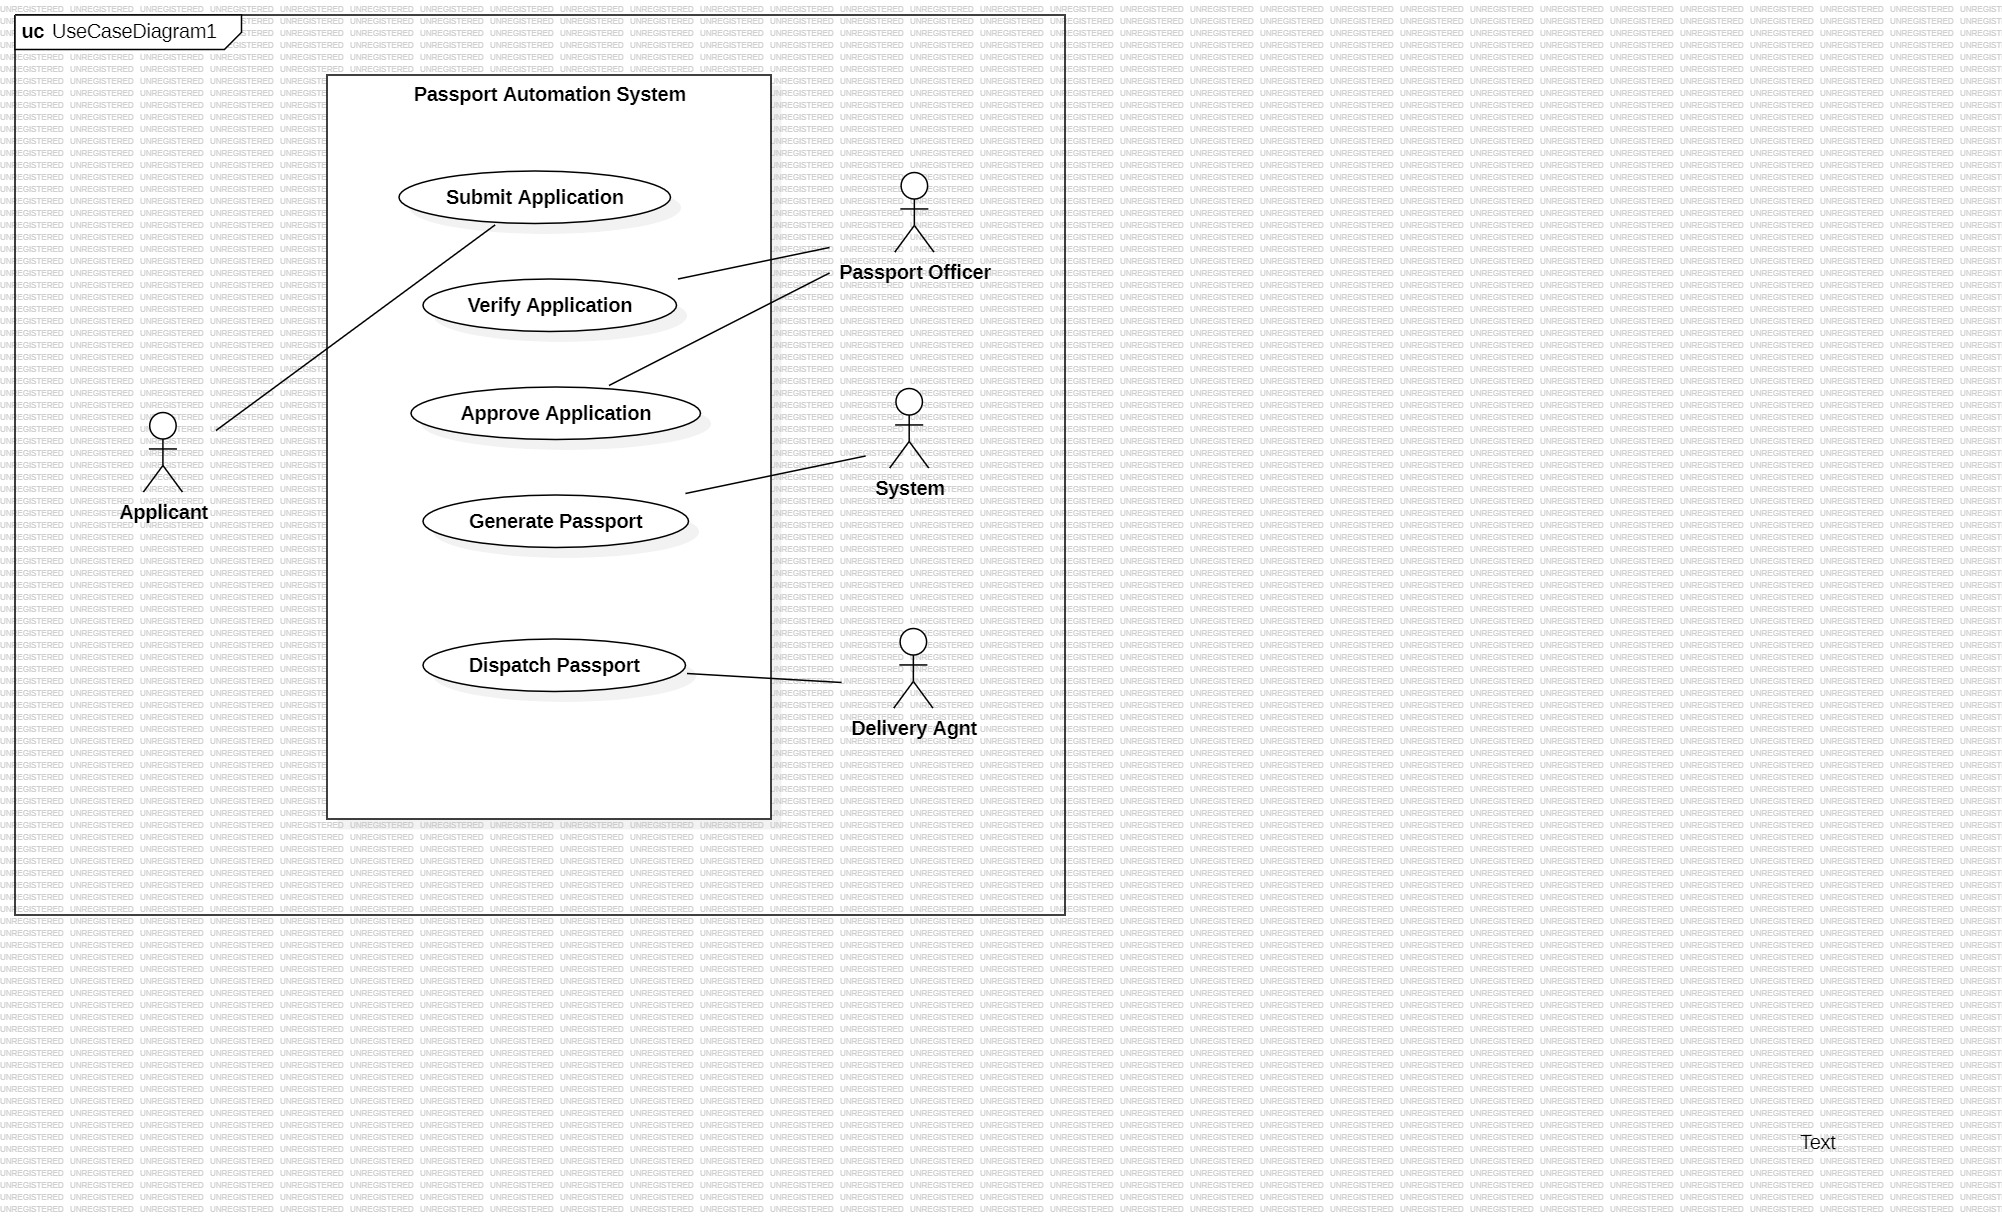 uc UseCaseDiagram1
Passport Automation System
Submit Application
Verify Application
Approve Application
Generate Passport
Dispatch Passport
Applicant
Passport Officer
System
Delivery Agnt
Text
UNREGISTERED